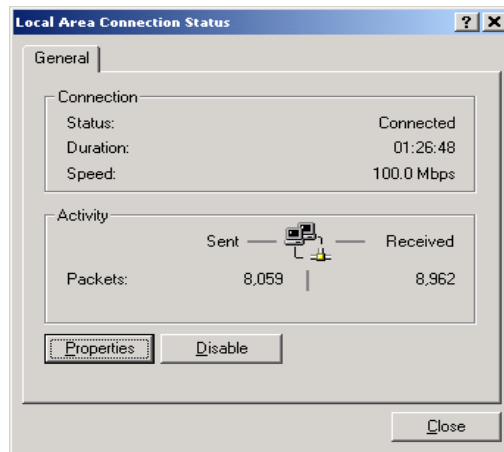 Local Area Connection Status ? X
General
Connection
Status: Connected
Duration: 01:26:48
Speed: 100.0 Mbps
Activity
Sent Received
Packets: 8,059 8,962
Properties Disable
Close